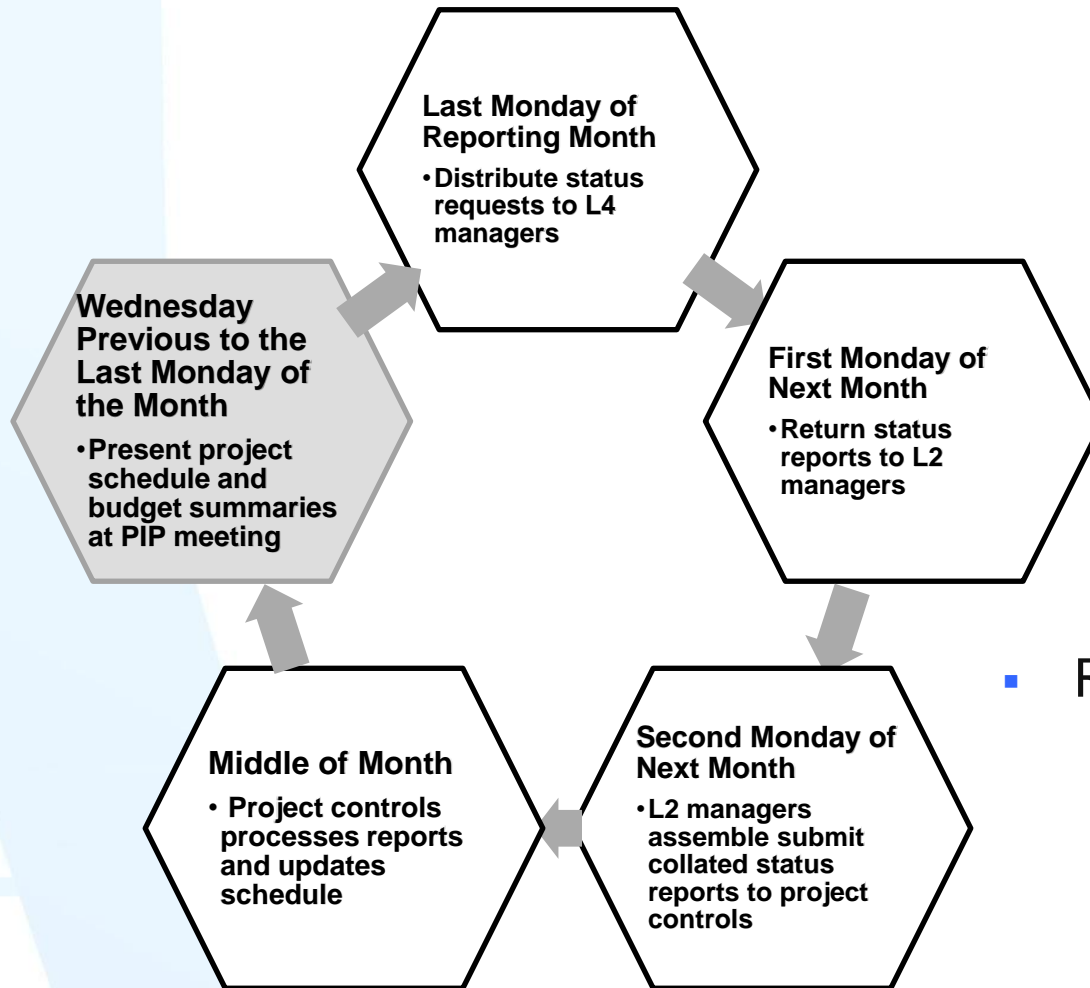 Last Monday of
Reporting Month
•Distribute status
requests to L4
managers
First Monday of
Next Month
•Return status
reports to L2
managers
Second Monday of
Next Month
•L2 managers
assemble submit
collated status
reports to project
controls
Middle of Month
• Project controls
processes reports
and updates
schedule
Wednesday
Previous to the
Last Monday of
the Month
•Present project
schedule and
budget summaries
at PIP meeting